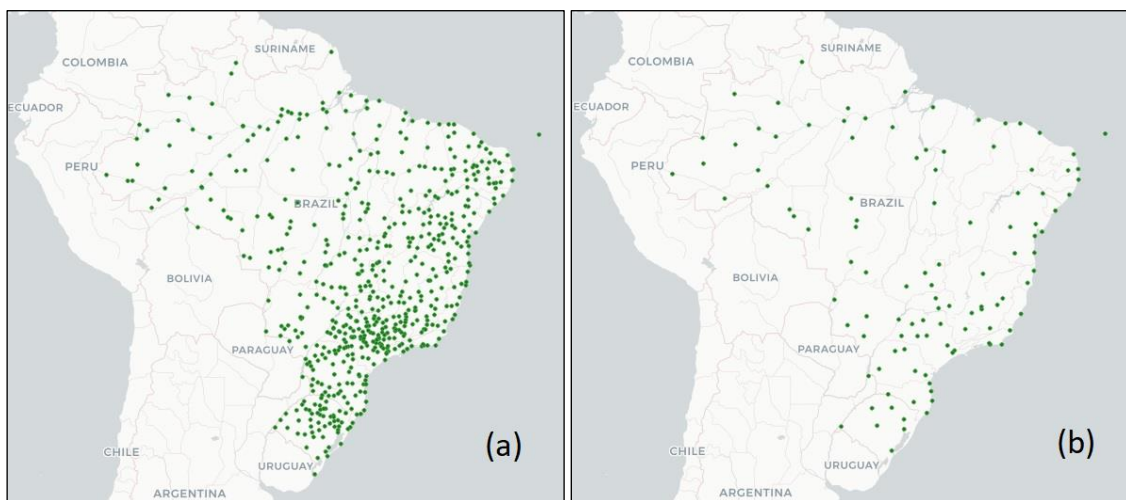 SURINAME
COLOMBIA
ECUADOR
PERU
BRAZIL
BOLIVIA
PARAGUAY
CHILE
URUGUAY
ARGENTINA
(a)
SURINAME
COLOMBIA
ECUADOR
PERU
BRAZIL
BOLIVIA
PARAGUAY
CHILE
URUGUAY
ARGENTINA
(b)